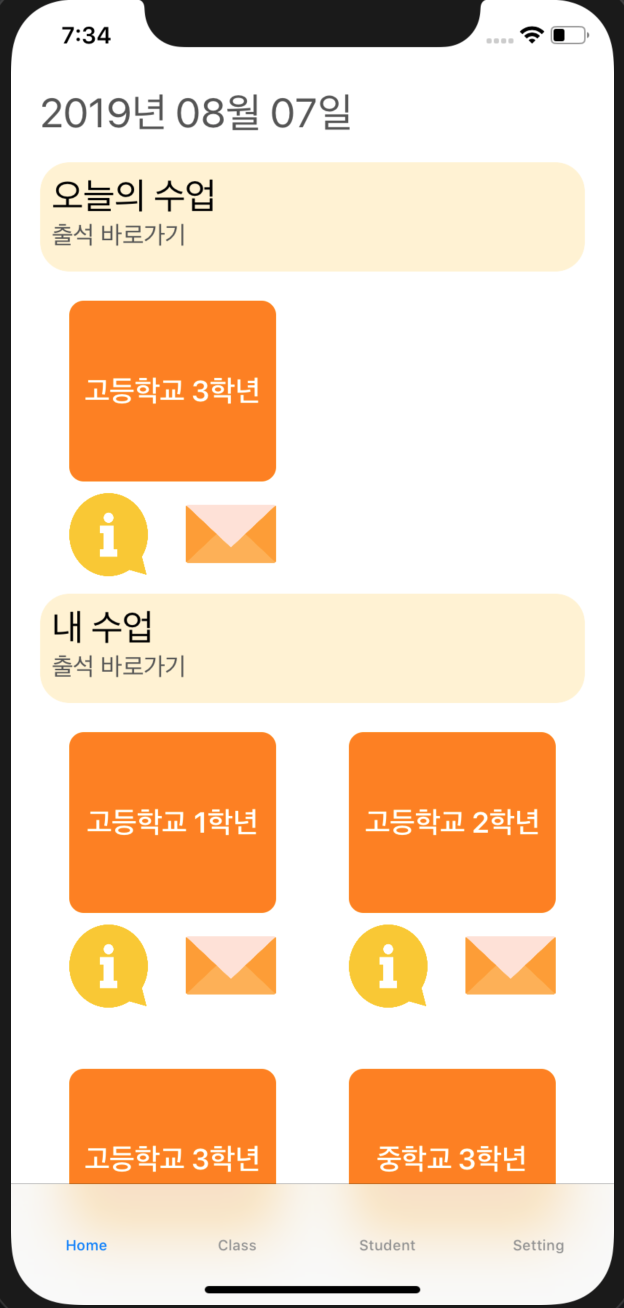 7:34
2019년 08월 07일
오늘의 수업
출석 바로가기
고등학교 3학년
내 수업
출석 바로가기
고등학교 1학년 고등학교 2학년
고등학교 3학년 중학교 3학년
Home Class Student Setting